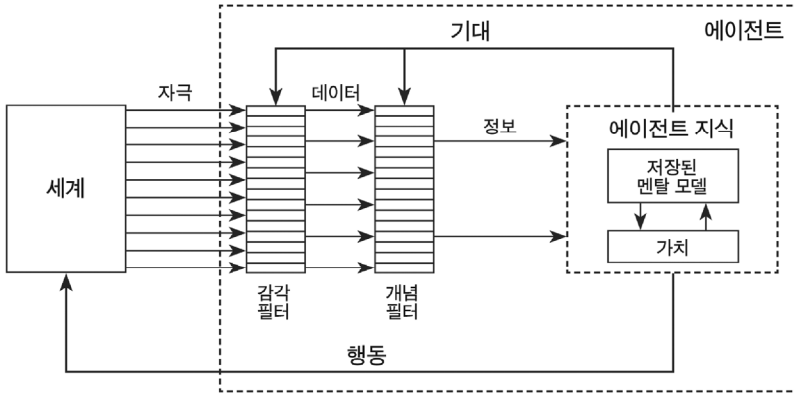 기대
에이전트
자극
데이터
정보
에이전트 지식
세계
저장된
멘탈 모델
가치
감각
필터
개념
필터
행동